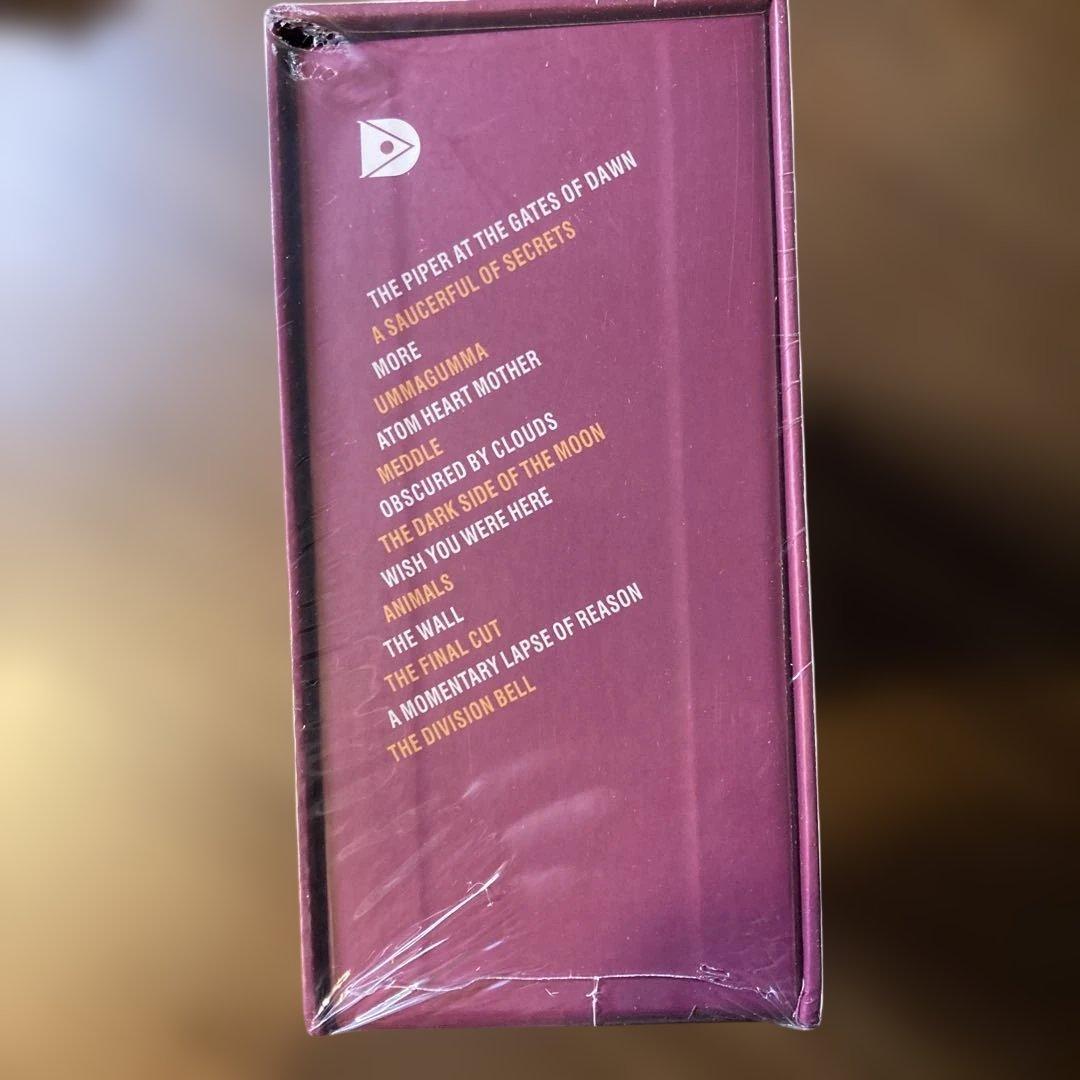 THE PIPER AT THE GATES OF DAWN
A SAUCERFUL OF SECRETS
MORE
UMMAGUMMA
ATOM HEART MOTHER
MEDDLE
OBSCURED BY CLOUDS
THE DARK SIDE OF THE MOON
WISH YOU WERE HERE
ANIMALS
THE WALL
THE FINAL CUT
A MOMENTARY LAPSE OF REASON
THE DIVISION BELL